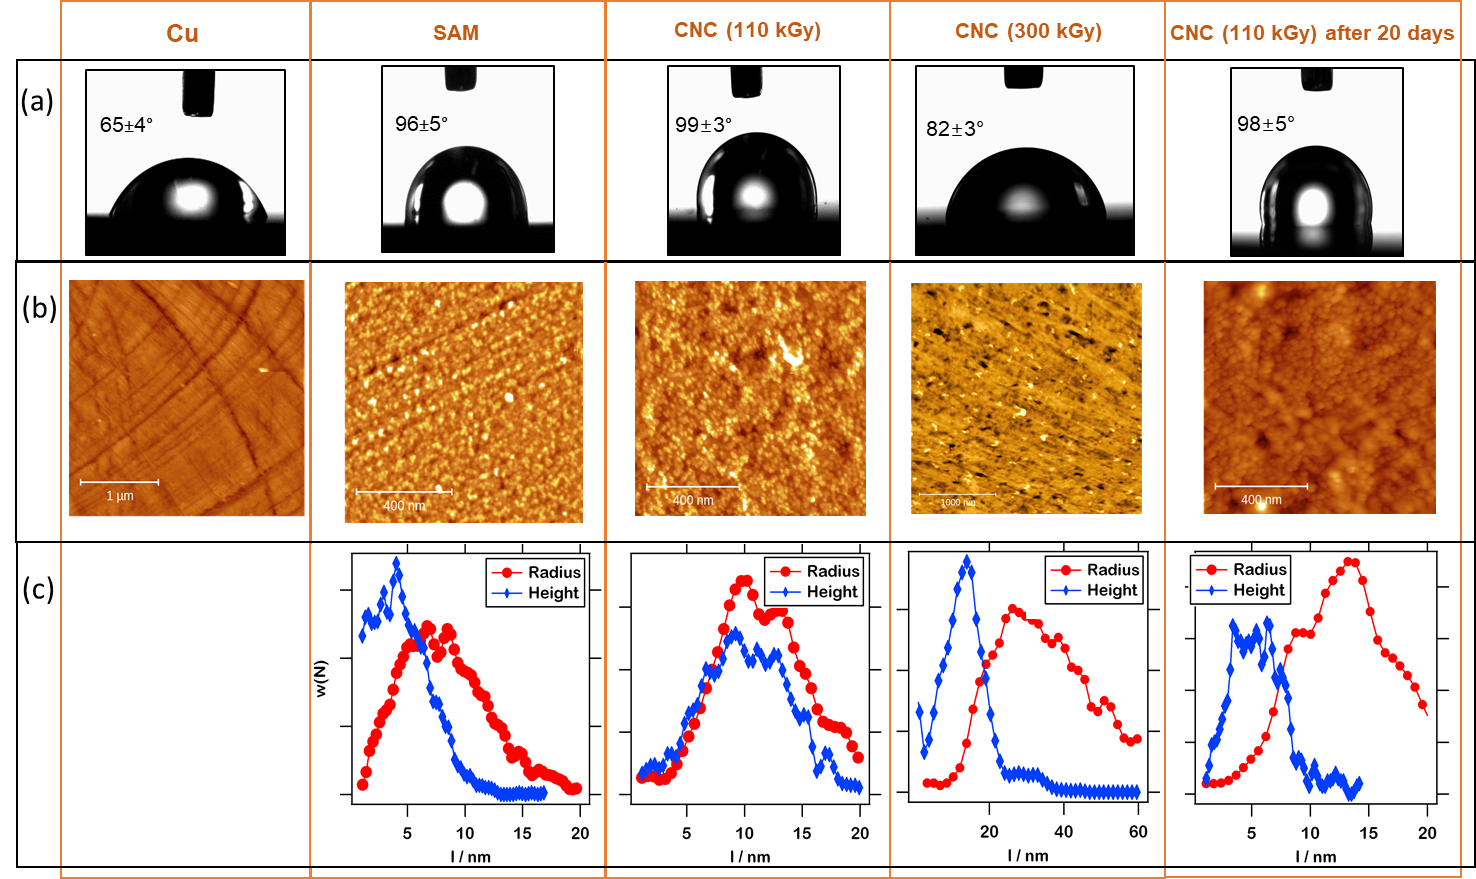 Cu
SAM
CNC (110 kGy)
CNC (300 kGy)
CNC (110 kGy) after 20 days
(a)
65±4°
96±5°
99±3°
82±3°
98±5°
(b)
1 µm
400 nm
400 nm
1000 nm
400 nm
(c)
w(N)
Radius
Height
5 10 15 20
l / nm
Radius
Height
5 10 15 20
l / nm
Radius
Height
20 40 60
l / nm
Radius
Height
5 10 15 20
l / nm